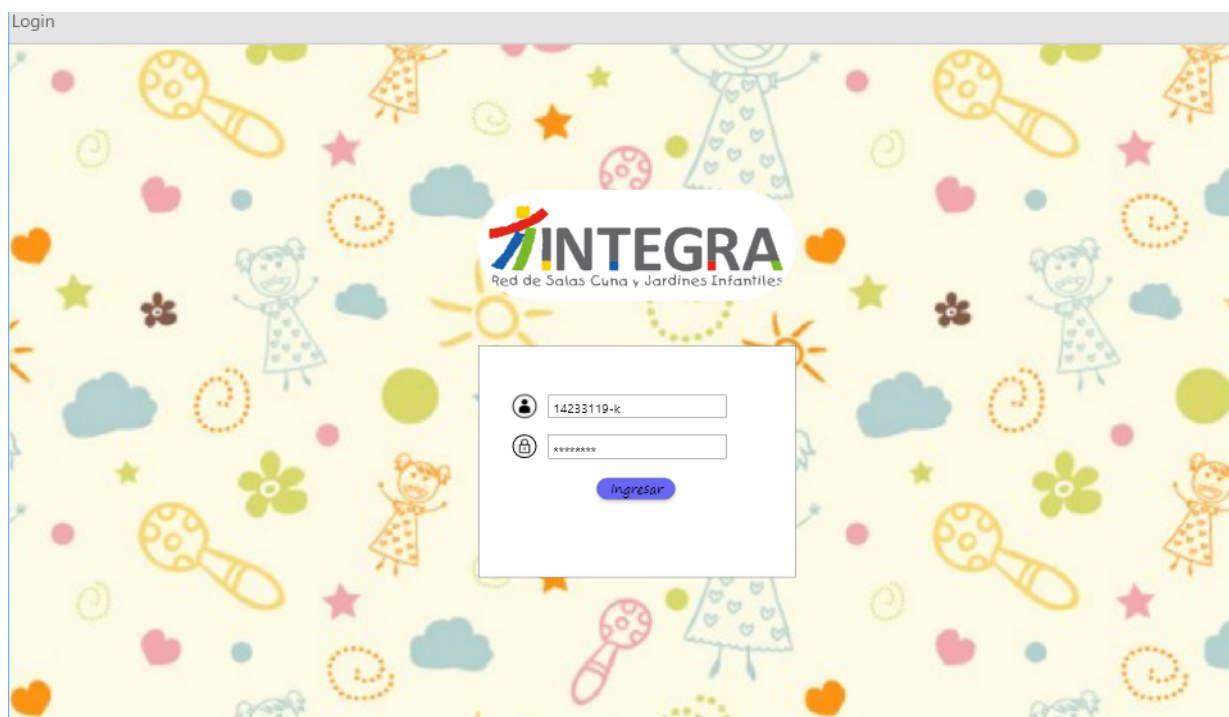 Login
INTEGRA
Red de Salas Cuna y Jardines Infantiles
14233119-k
********
Ingresar